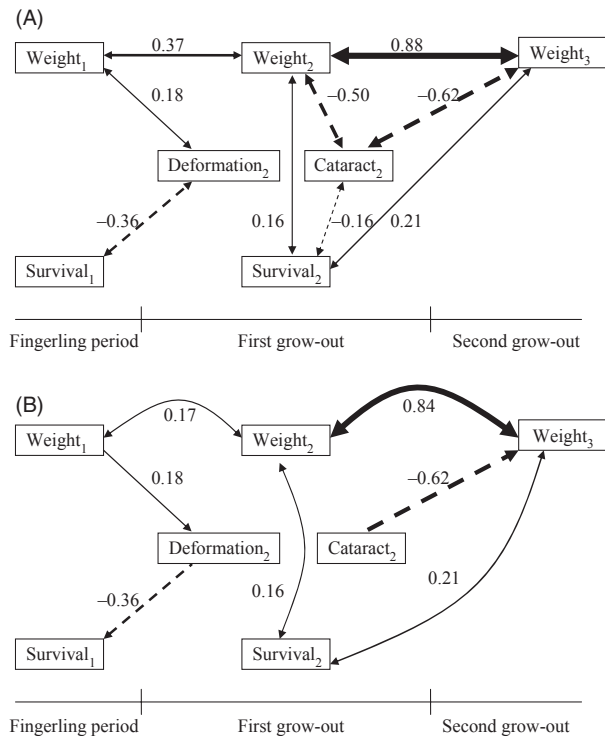 (A)
Weight₁ 0.37 Weight₂ 0.88 Weight₃
0.18 –0.50 –0.62
Deformation₂ Cataract₂
–0.36 0.16 –0.16 0.21
Survival₁ Survival₂
Fingerling period First grow-out Second grow-out
(B)
Weight₁ 0.17 Weight₂ 0.84 Weight₃
0.18 –0.62
Deformation₂ Cataract₂
–0.36 0.16 0.21
Survival₁ Survival₂
Fingerling period First grow-out Second grow-out